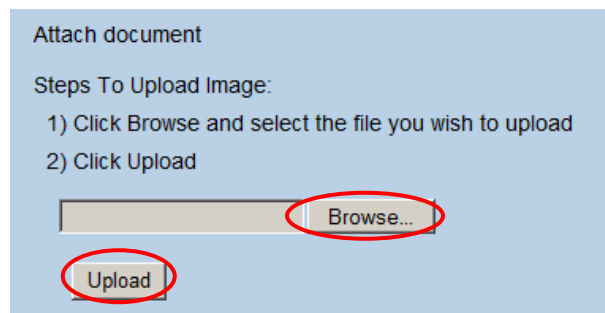 Attach document
Steps To Upload Image:
1) Click Browse and select the file you wish to upload
2) Click Upload
Browse...
Upload